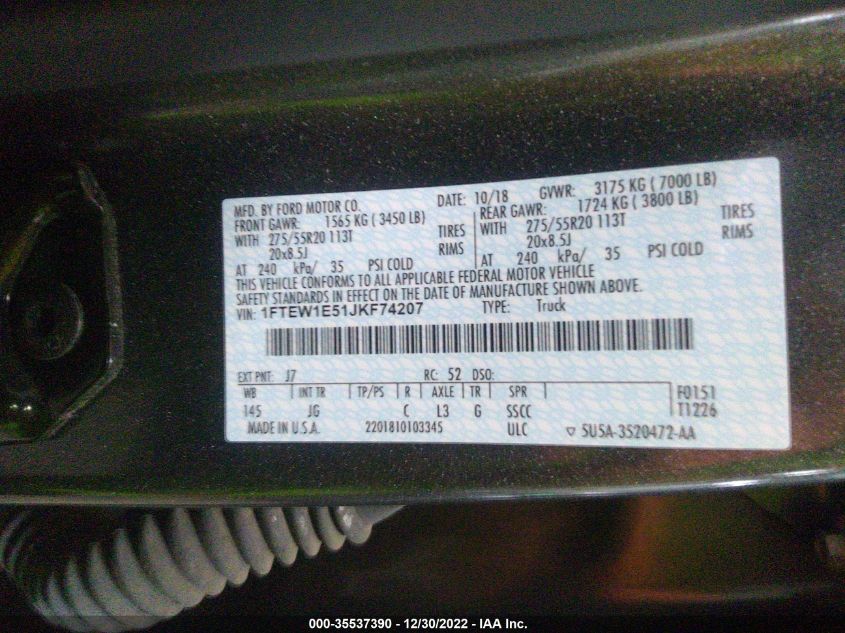 MFD. BY FORD MOTOR CO. DATE: 10/18 GVWR: 3175 KG ( 7000 LB)
FRONT GAWR: 1565 KG ( 3450 LB) REAR GAWR: 1724 KG ( 3800 LB)
WITH 275/55R20 113T TIRES WITH 275/55R20 113T TIRES
20x8.5J RIMS 20x8.5J RIMS
AT 240 kPa/ 35 PSI COLD AT 240 kPa/ 35 PSI COLD
THIS VEHICLE CONFORMS TO ALL APPLICABLE FEDERAL MOTOR VEHICLE
SAFETY STANDARDS IN EFFECT ON THE DATE OF MANUFACTURE SHOWN ABOVE.
VIN: 1FTEW1E51JKF74207 TYPE: Truck
EXT PNT: J7 RC: 52 DSO:
WB INT TR TP/PS R AXLE TR SPR F0151
145 JG C L3 G SSCC T1226
MADE IN U.S.A. 2201810103345 ULC ▽ 5U5A-3520472-AA
000-35537390 - 12/30/2022 - IAA Inc.